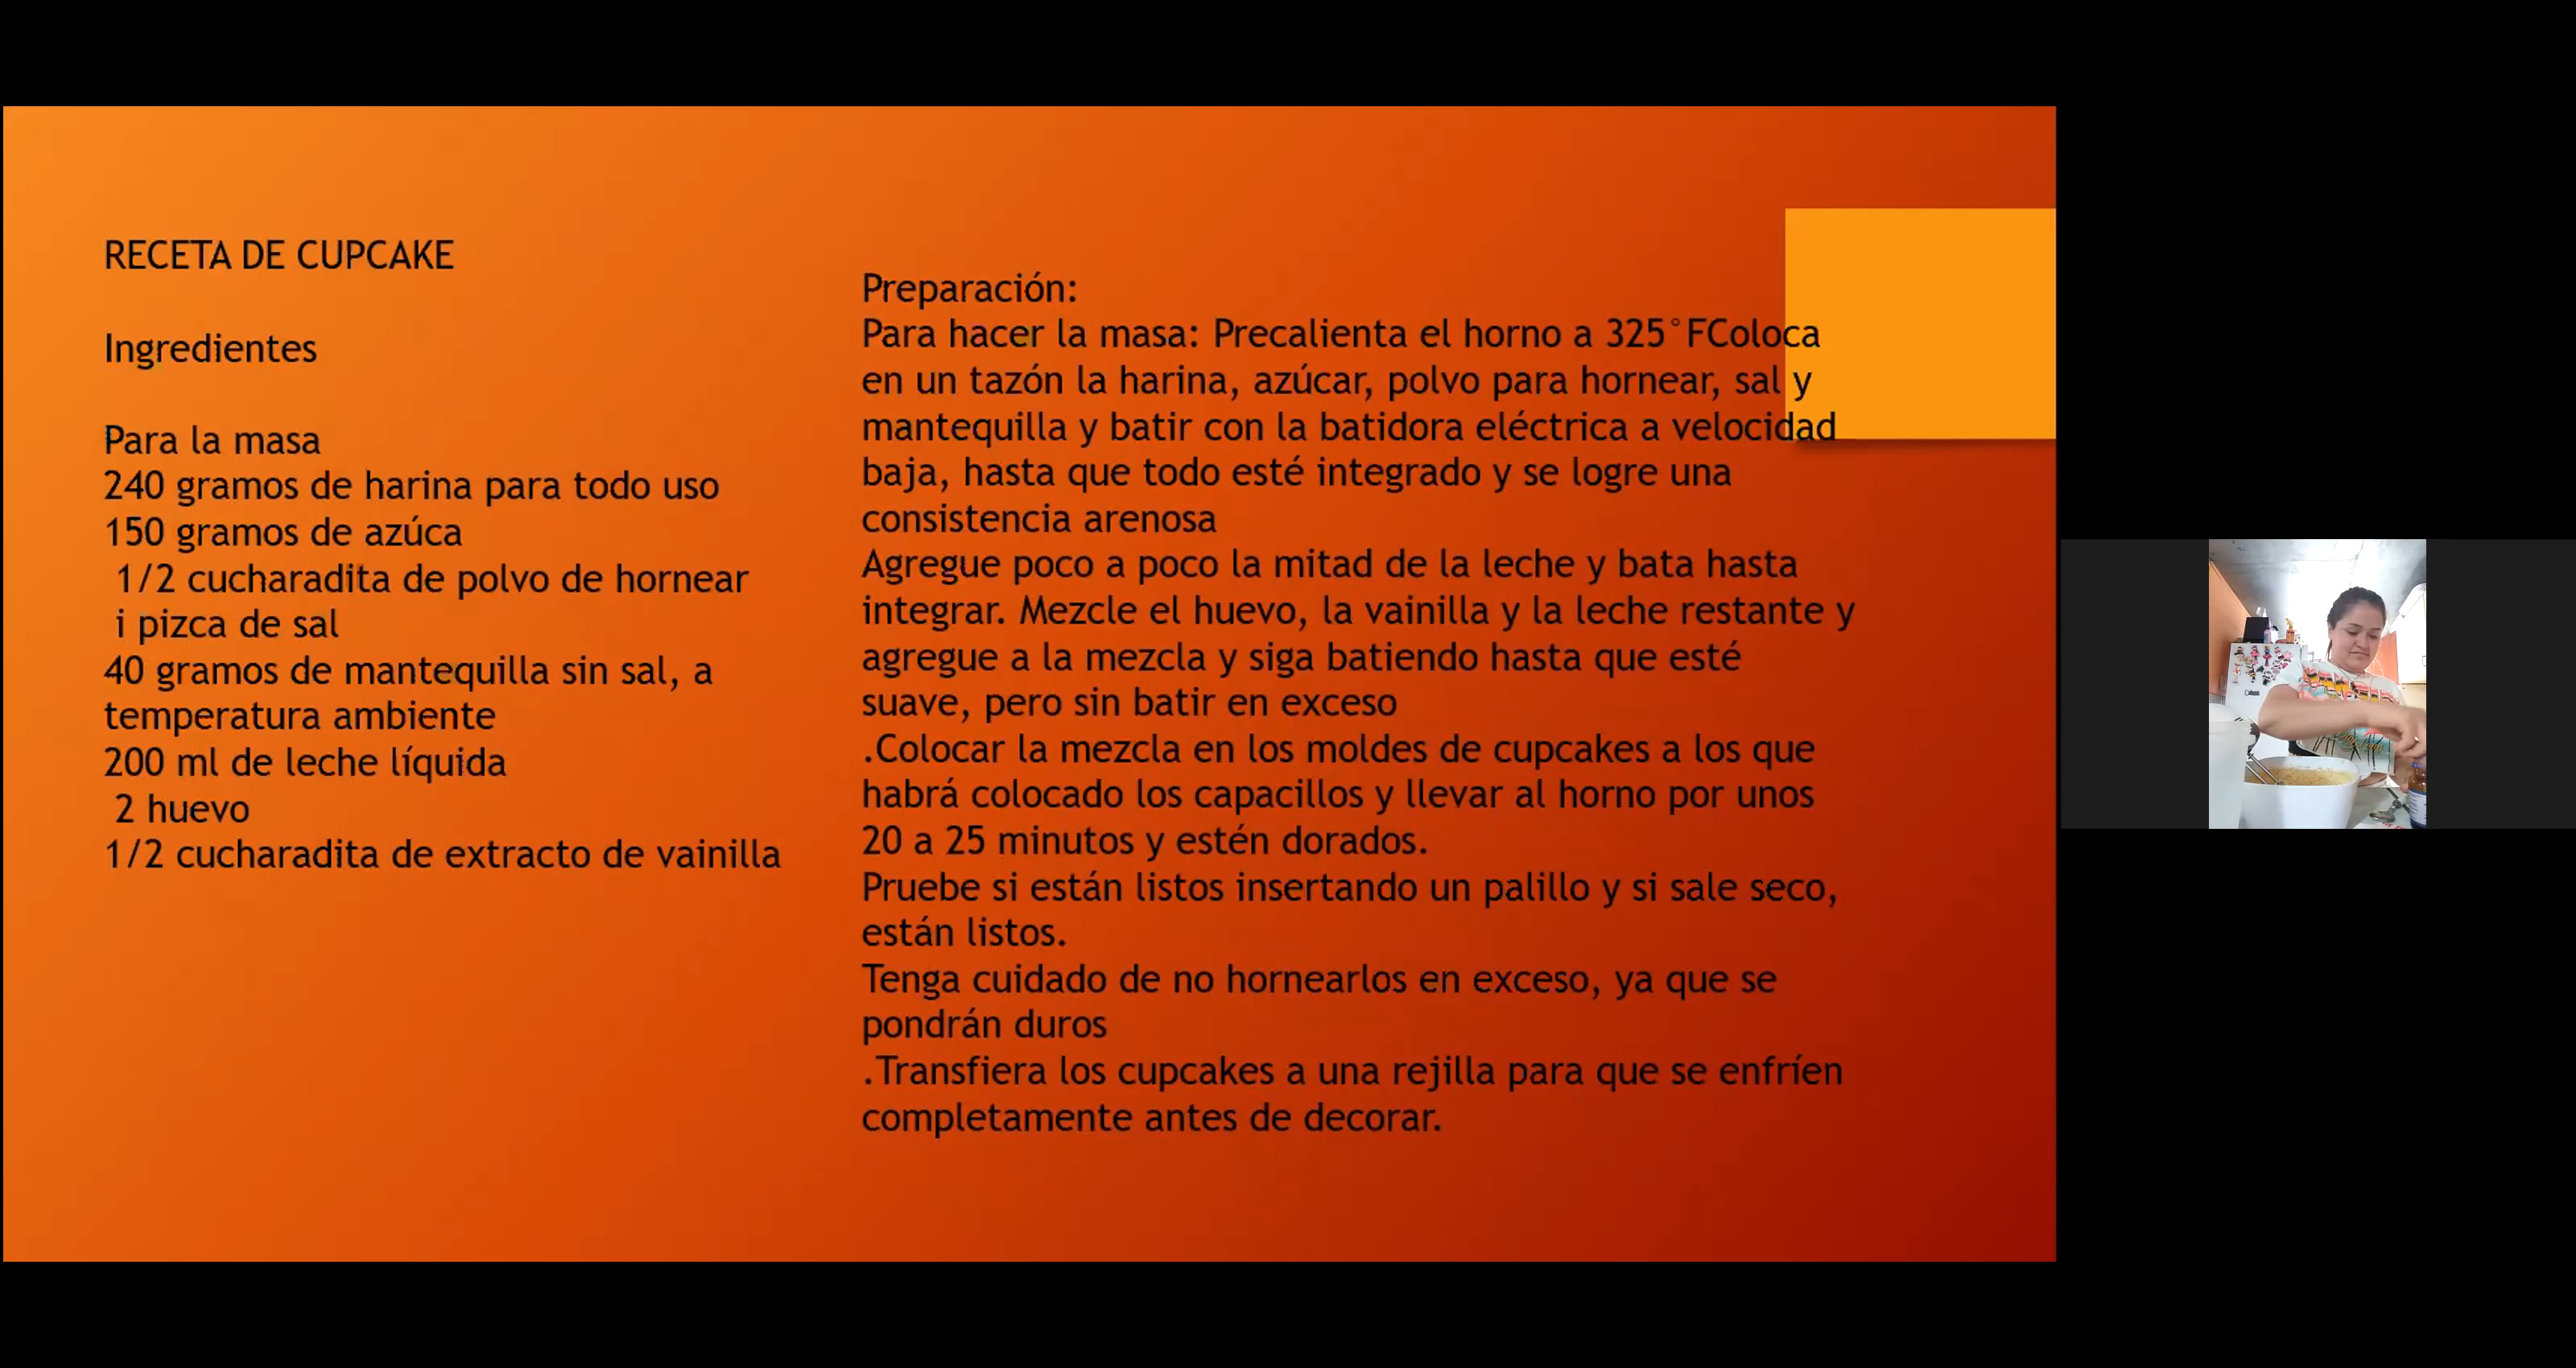 RECETA DE CUPCAKE
Ingredientes
Para la masa
240 gramos de harina para todo uso
150 gramos de azúca
1/2 cucharadita de polvo de hornear
i pizca de sal
40 gramos de mantequilla sin sal, a
temperatura ambiente
200 ml de leche líquida
2 huevo
1/2 cucharadita de extracto de vainilla
Preparación:
Para hacer la masa: Precalienta el horno a 325°FColoca
en un tazón la harina, azúcar, polvo para hornear, sal y
mantequilla y batir con la batidora eléctrica a velocidad
baja, hasta que todo esté integrado y se logre una
consistencia arenosa
Agregue poco a poco la mitad de la leche y bata hasta
integrar. Mezcle el huevo, la vainilla y la leche restante y
agregue a la mezcla y siga batiendo hasta que esté
suave, pero sin batir en exceso
.Colocar la mezcla en los moldes de cupcakes a los que
habrá colocado los capacillos y llevar al horno por unos
20 a 25 minutos y estén dorados.
Pruebe si están listos insertando un palillo y si sale seco,
están listos.
Tenga cuidado de no hornearlos en exceso, ya que se
pondrán duros
.Transfiera los cupcakes a una rejilla para que se enfríen
completamente antes de decorar.